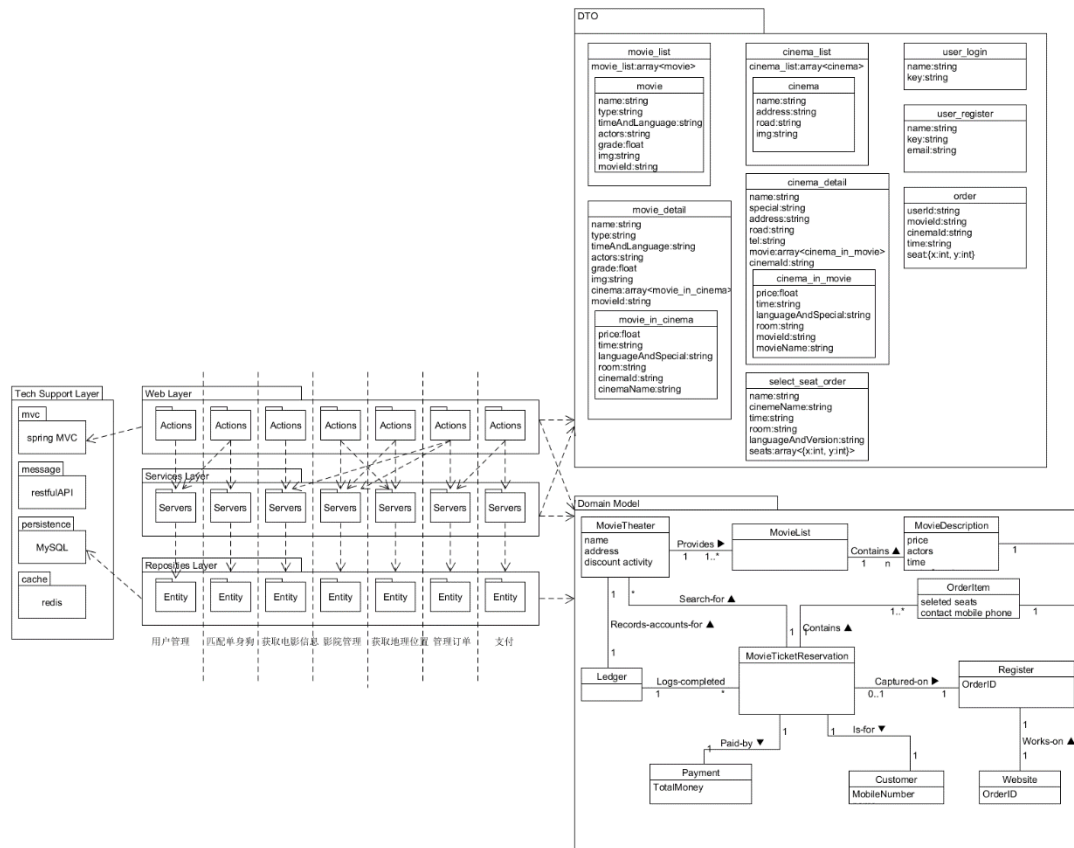 DTO
movie_list
movie_list:array<movie>
movie
name:string
type:string
timeAndLanguage:string
actors:string
grade:float
img:string
movieId:string
cinema_list
cinema_list:array<cinema>
cinema
name:string
address:string
road:string
img:string
user_login
name:string
key:string
user_register
name:string
key:string
email:string
movie_detail
name:string
type:string
timeAndLanguage:string
actors:string
grade:float
img:string
cinema:array<movie_in_cinema>
movieId:string
movie_in_cinema
price:float
time:string
languageAndSpecial:string
room:string
cinemaId:string
cinemaName:string
cinema_detail
name:string
special:string
address:string
road:string
tel:string
movie:array<cinema_in_movie>
cinemaId:string
cinema_in_movie
price:float
time:string
languageAndSpecial:string
room:string
movieId:string
movieName:string
order
userId:string
movieId:string
cinemaId:string
time:string
seat:{x:int, y:int}
select_seat_order
name:string
cinemeName:string
time:string
room:string
languageAndVersion:string
seats:array<{x:int, y:int}>
Tech Support Layer
mvc
spring MVC
message
restfulAPI
persistence
MySQL
cache
redis
Web Layer
Actions Actions Actions Actions Actions Actions Actions
Services Layer
Servers Servers Servers Servers Servers Servers Servers
Reposities Layer
Entity Entity Entity Entity Entity Entity Entity
用户管理 匹配单身狗 获取电影信息 影院管理 获取地理位置 管理订单 支付
Domain Model
MovieTheater
name
address
discount activity
Provides ▶
1 1..*
MovieList
Contains ▲
1 n
MovieDescription
price
actors
time
1
OrderItem
seleted seats
contact mobile phone
1
1..*
1 *
Search-for ▲
Records-accounts-for ▲
1 1
Contains ▲
1
MovieTicketReservation
Ledger
Logs-completed
1 *
Captured-on ▶
0..1 1
Register
OrderID
1
Works-on ▲
1
1 1
Paid-by ▼
1
Is-for ▼
1 1
Payment
TotalMoney
Customer
MobileNumber
Website
OrderID